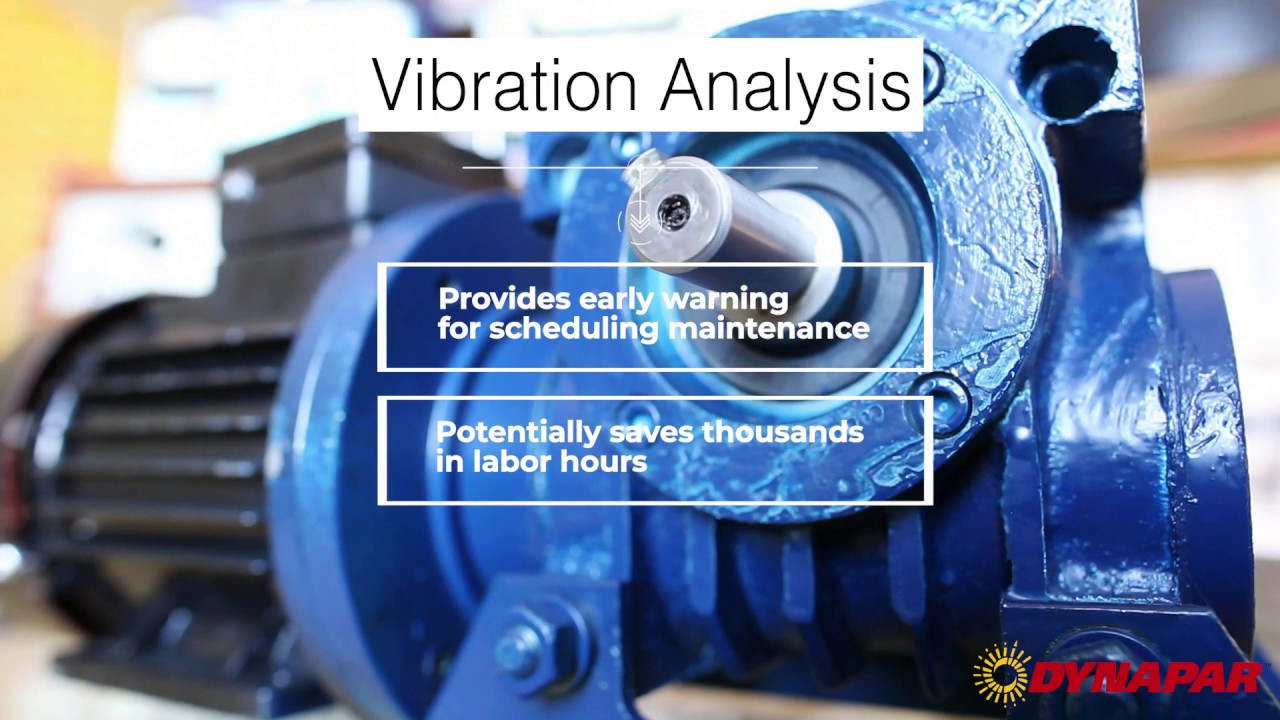 Vibration Analysis
Provides early warning
for scheduling maintenance
Potentially saves thousands
in labor hours
DYNAPAR